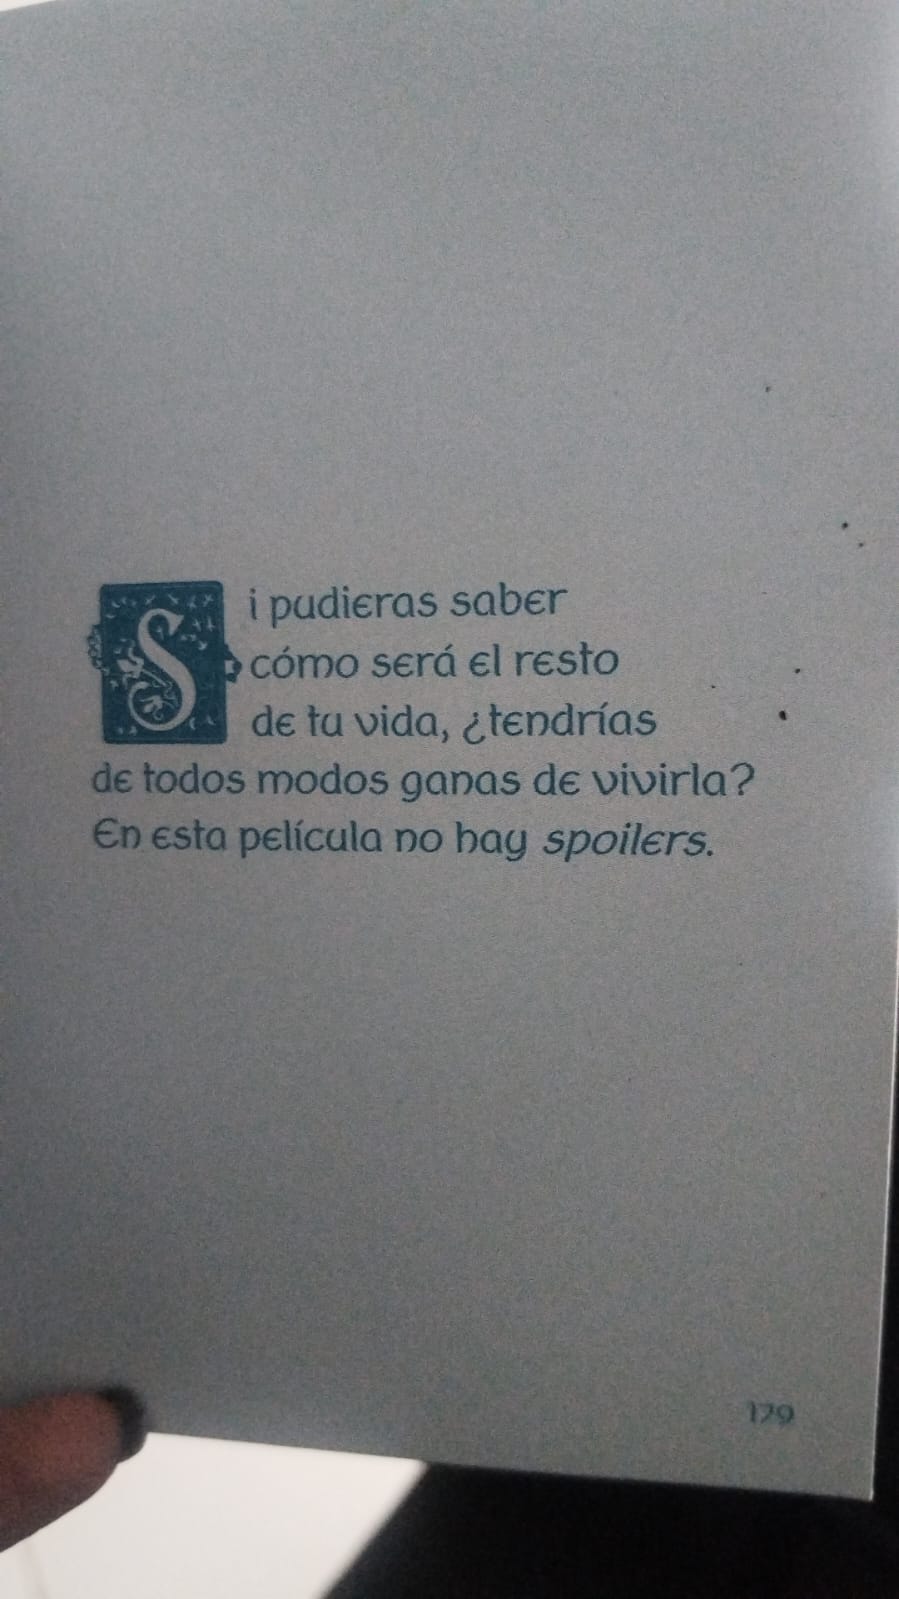 Si pudieras saber
cómo será el resto
de tu vida, ¿tendrías
de todos modos ganas de vivirla?
En esta película no hay spoilers.
129